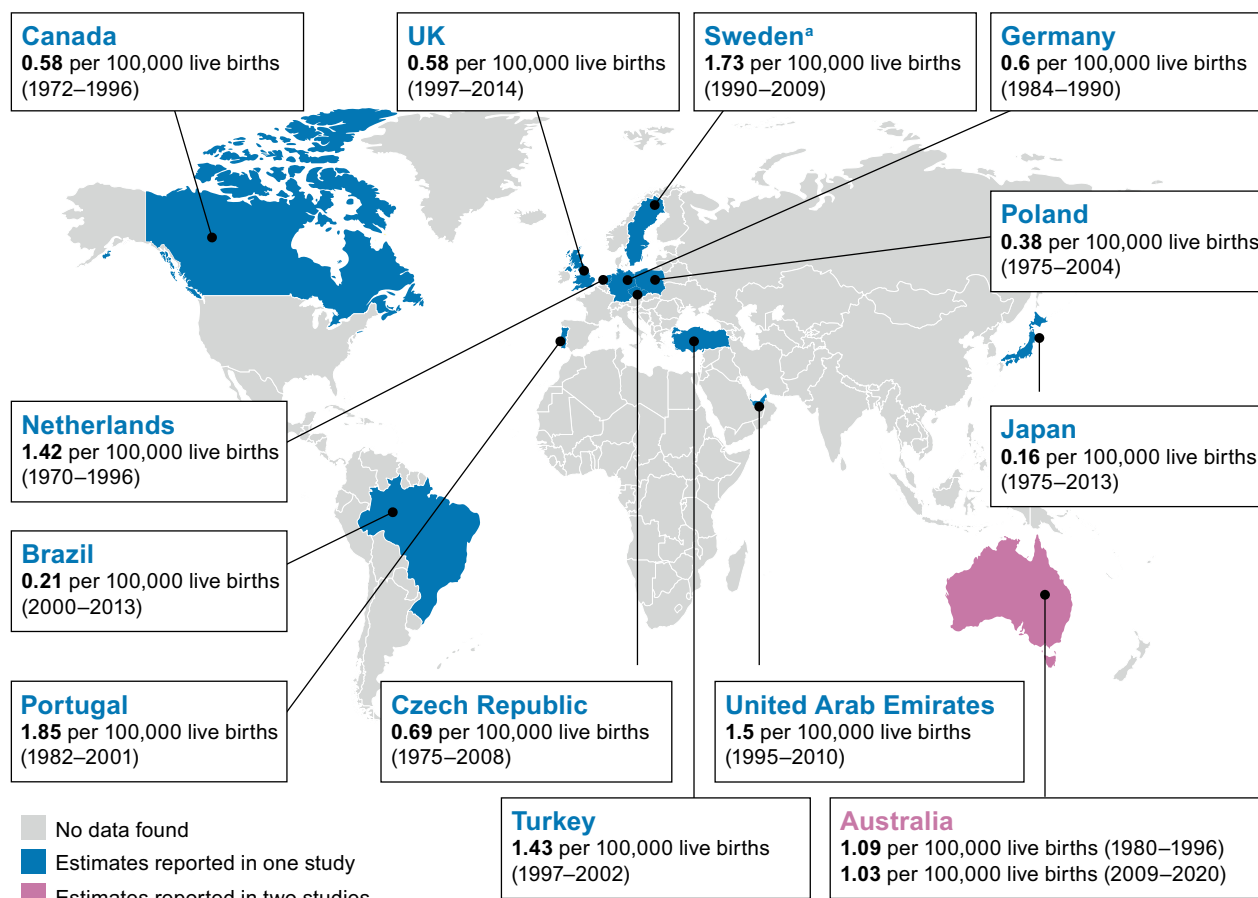 Canada
0.58 per 100,000 live births
(1972–1996)
UK
0.58 per 100,000 live births
(1997–2014)
Swedenᵃ
1.73 per 100,000 live births
(1990–2009)
Germany
0.6 per 100,000 live births
(1984–1990)
Poland
0.38 per 100,000 live births
(1975–2004)
Netherlands
1.42 per 100,000 live births
(1970–1996)
Japan
0.16 per 100,000 live births
(1975–2013)
Brazil
0.21 per 100,000 live births
(2000–2013)
Portugal
1.85 per 100,000 live births
(1982–2001)
Czech Republic
0.69 per 100,000 live births
(1975–2008)
United Arab Emirates
1.5 per 100,000 live births
(1995–2010)
Turkey
1.43 per 100,000 live births
(1997–2002)
Australia
1.09 per 100,000 live births (1980–1996)
1.03 per 100,000 live births (2009–2020)
No data found
Estimates reported in one study
Estimates reported in two studies